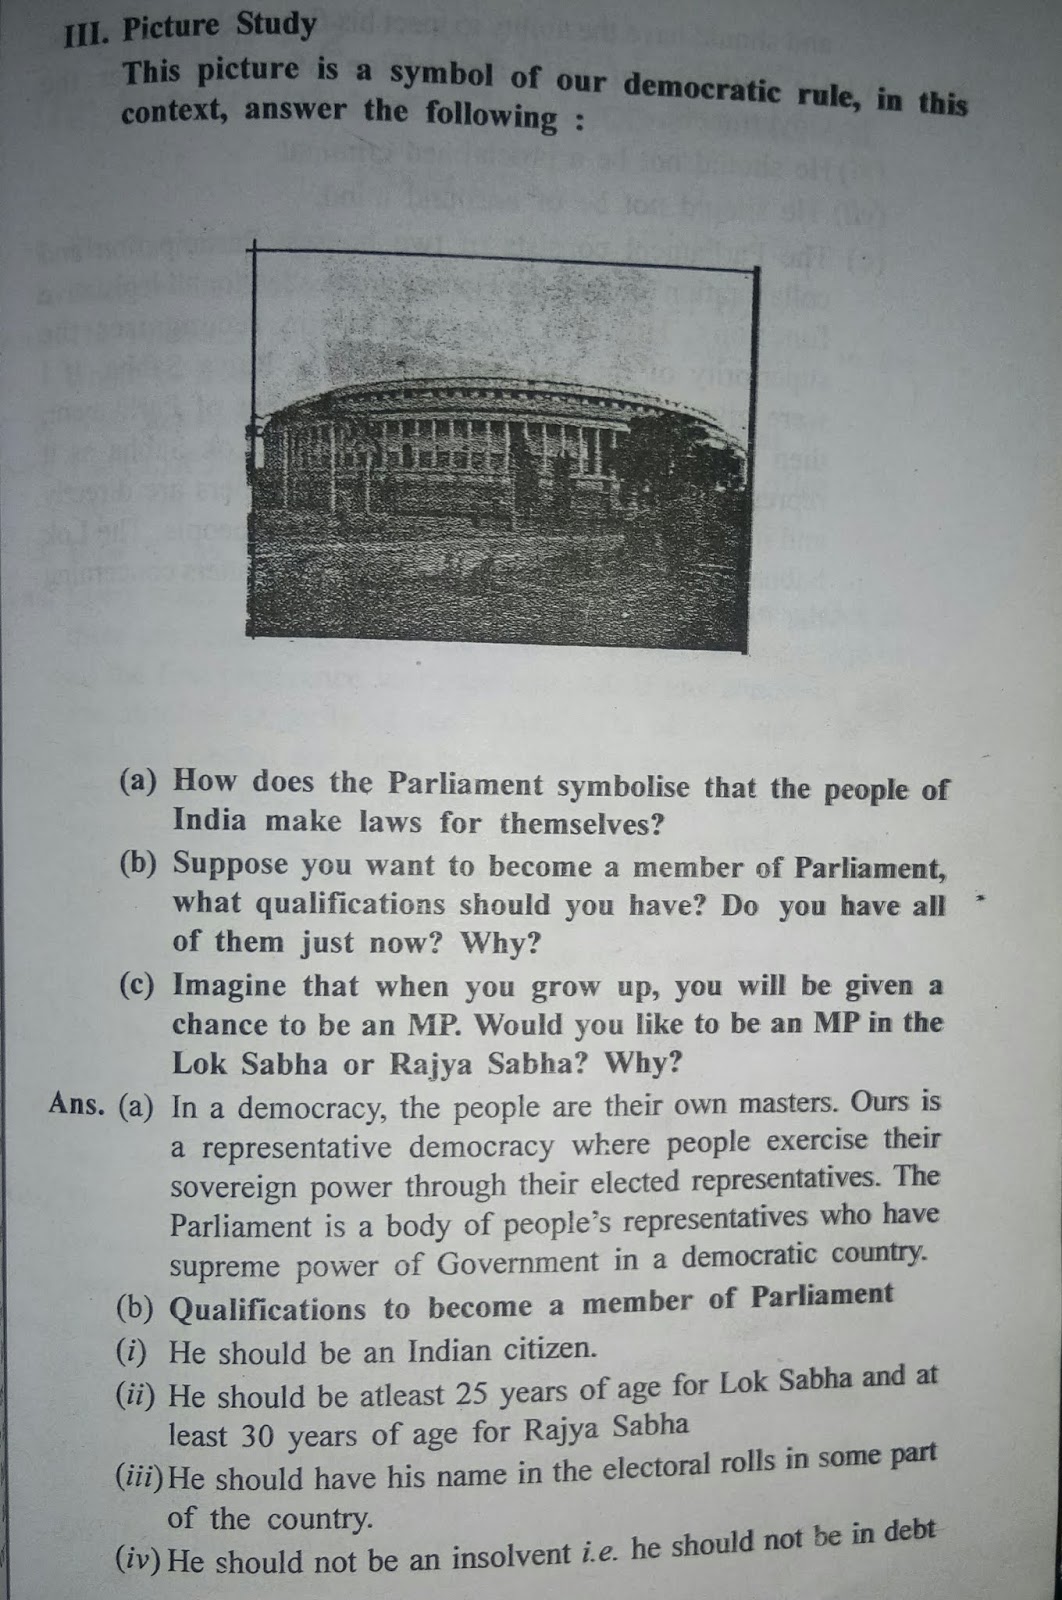 III. Picture Study
This picture is a symbol of our democratic rule, in this
context, answer the following :
(a) How does the Parliament symbolise that the people of
India make laws for themselves?
(b) Suppose you want to become a member of Parliament,
what qualifications should you have? Do you have all
of them just now? Why?
(c) Imagine that when you grow up, you will be given a
chance to be an MP. Would you like to be an MP in the
Lok Sabha or Rajya Sabha? Why?
Ans. (a) In a democracy, the people are their own masters. Ours is
a representative democracy where people exercise their
sovereign power through their elected representatives. The
Parliament is a body of people's representatives who have
supreme power of Government in a democratic country.
(b) Qualifications to become a member of Parliament
(i) He should be an Indian citizen.
(ii) He should be atleast 25 years of age for Lok Sabha and at
least 30 years of age for Rajya Sabha
(iii) He should have his name in the electoral rolls in some part
of the country.
(iv) He should not be an insolvent i.e. he should not be in debt